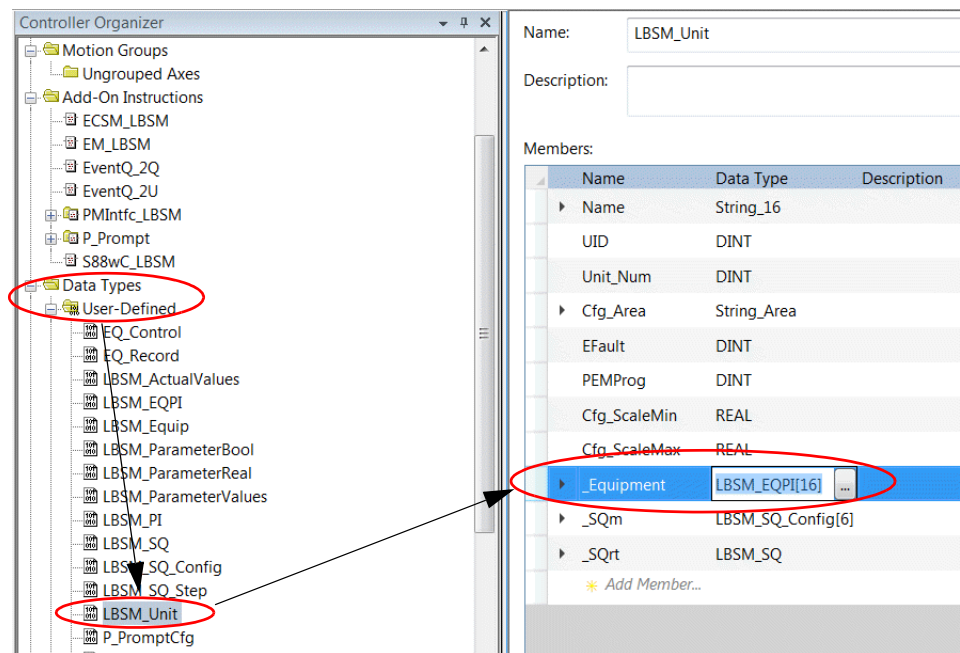 Controller Organizer
Motion Groups
Ungrouped Axes
Add-On Instructions
ECSM_LBSM
EM_LBSM
EventQ_2Q
EventQ_2U
PMIntfc_LBSM
P_Prompt
S88wC_LBSM
Data Types
User-Defined
EQ_Control
EQ_Record
LBSM_ActualValues
LBSM_EQPI
LBSM_Equip
LBSM_ParameterBool
LBSM_ParameterReal
LBSM_ParameterValues
LBSM_PI
LBSM_SQ
LBSM_SQ_Config
LBSM_SQ_Step
LBSM_Unit
P_PromptCfg
Name: LBSM_Unit
Description:
Members:
Name Data Type Description
Name String_16
UID DINT
Unit_Num DINT
Cfg_Area String_Area
EFault DINT
PEMProg DINT
Cfg_ScaleMin REAL
Cfg_ScaleMax REAL
_Equipment LBSM_EQPI[16] ...
_SQm LBSM_SQ_Config[6]
_SQrt LBSM_SQ
Add Member...